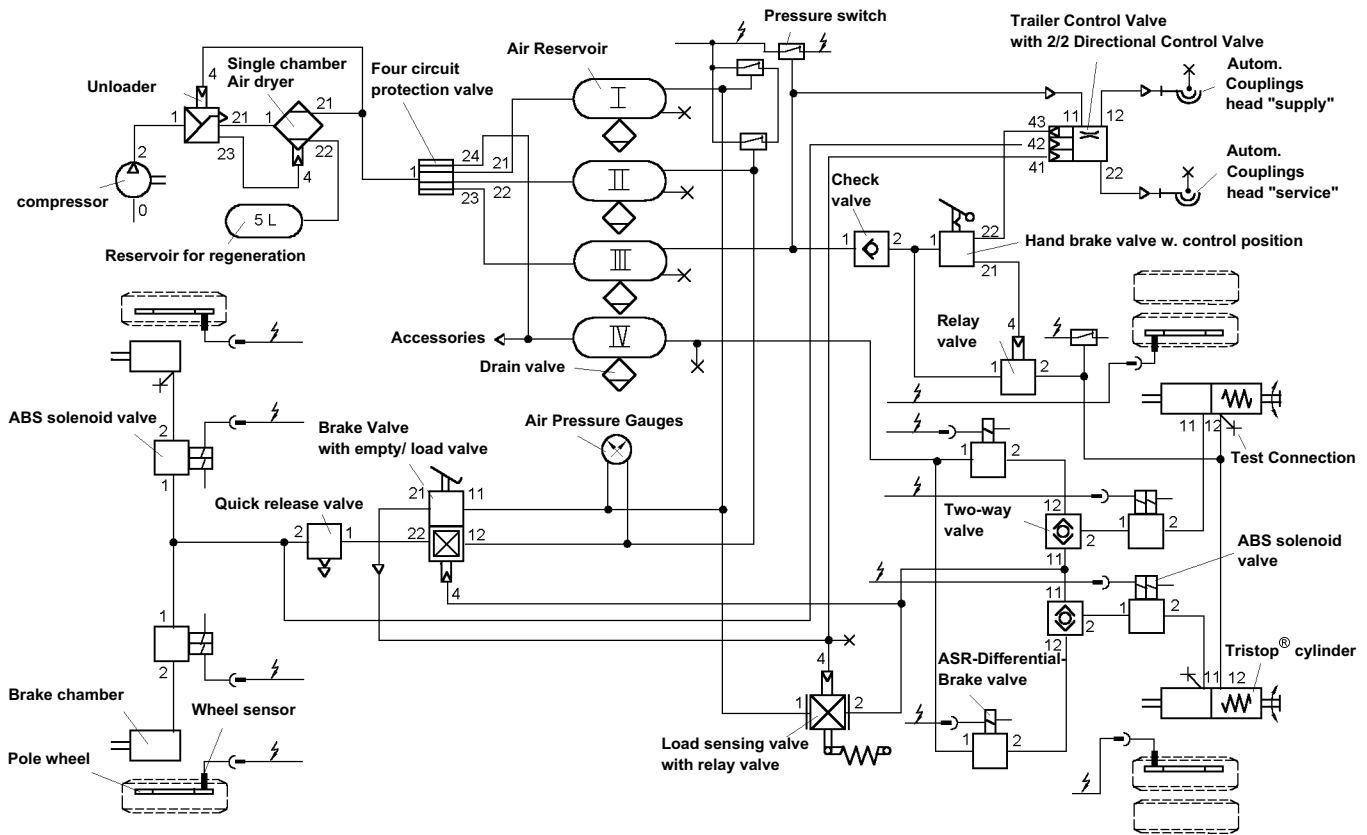 Pressure switch
Trailer Control Valve
with 2/2 Directional Control Valve
Air Reservoir
Single chamber
Air dryer
Four circuit
protection valve
Unloader
Autom.
Couplings
head "supply"
4
1
21
1
21
23
22
4
2
0
compressor
5 L
Reservoir for regeneration
1
24
21
22
23
I
II
III
IV
11
12
43
42
41
22
Autom.
Couplings
head "service"
Check
valve
1
2
1
22
21
Hand brake valve w. control position
Accessories
Drain valve
Relay
valve
4
1
2
ABS solenoid valve
2
1
Brake Valve
with empty/ load valve
Air Pressure Gauges
21
11
22
12
4
Quick release valve
2
1
1
2
11
12
Test Connection
Two-way
valve
12
2
11
1
2
ABS solenoid
valve
11
2
12
1
2
1
2
Brake chamber
Wheel sensor
Pole wheel
4
1
2
Load sensing valve
with relay valve
ASR-Differential-
Brake valve
1
2
11
12
Tristop® cylinder